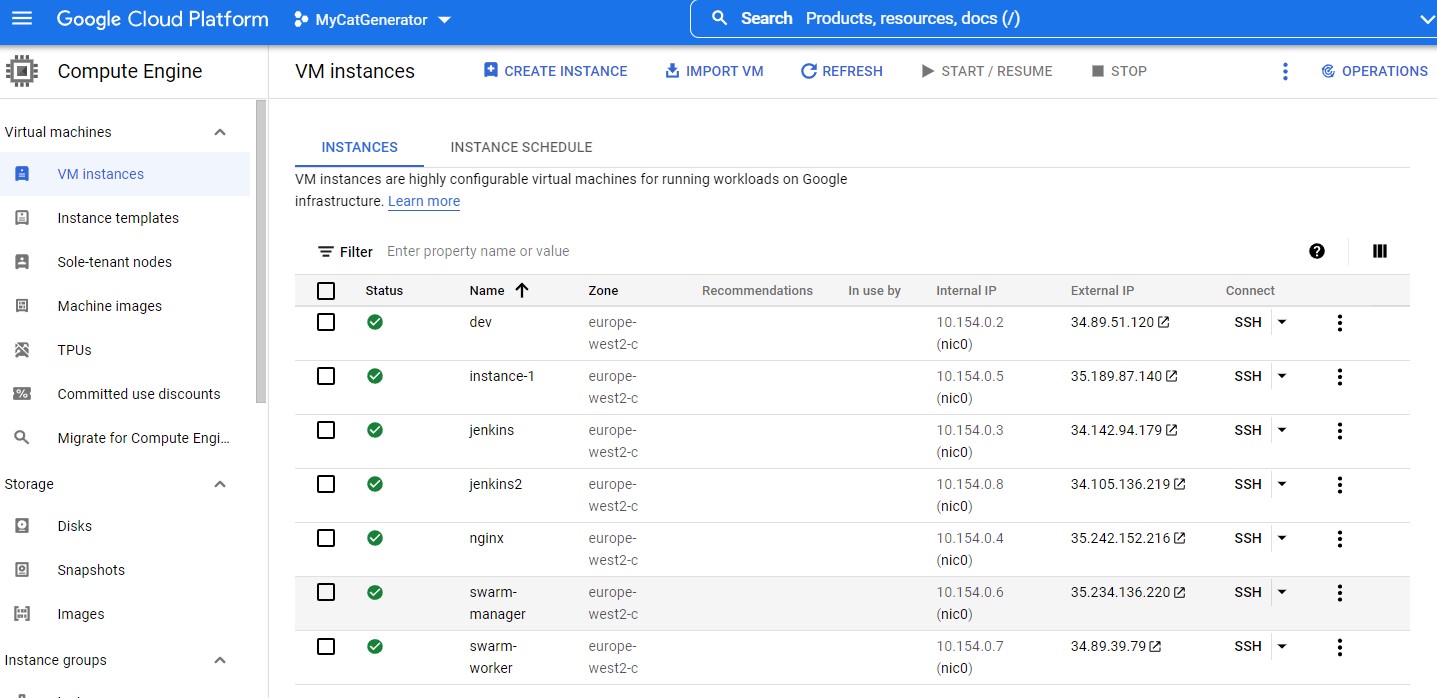 Google Cloud Platform
MyCatGenerator
Search Products, resources, docs (/)
Compute Engine
VM instances
CREATE INSTANCE
IMPORT VM
REFRESH
START / RESUME
STOP
OPERATIONS
Virtual machines
VM instances
Instance templates
Sole-tenant nodes
Machine images
TPUs
Committed use discounts
Migrate for Compute Engi...
Storage
Disks
Snapshots
Images
Instance groups
INSTANCES
INSTANCE SCHEDULE
VM instances are highly configurable virtual machines for running workloads on Google
infrastructure. Learn more
Filter Enter property name or value
Status Name Zone Recommendations In use by Internal IP External IP Connect
dev europe- 10.154.0.2 34.89.51.120 SSH
west2-c (nic0)
instance-1 europe- 10.154.0.5 35.189.87.140 SSH
west2-c (nic0)
jenkins europe- 10.154.0.3 34.142.94.179 SSH
west2-c (nic0)
jenkins2 europe- 10.154.0.8 34.105.136.219 SSH
west2-c (nic0)
nginx europe- 10.154.0.4 35.242.152.216 SSH
west2-c (nic0)
swarm- europe- 10.154.0.6 35.234.136.220 SSH
manager west2-c (nic0)
swarm- europe- 10.154.0.7 34.89.39.79 SSH
worker west2-c (nic0)